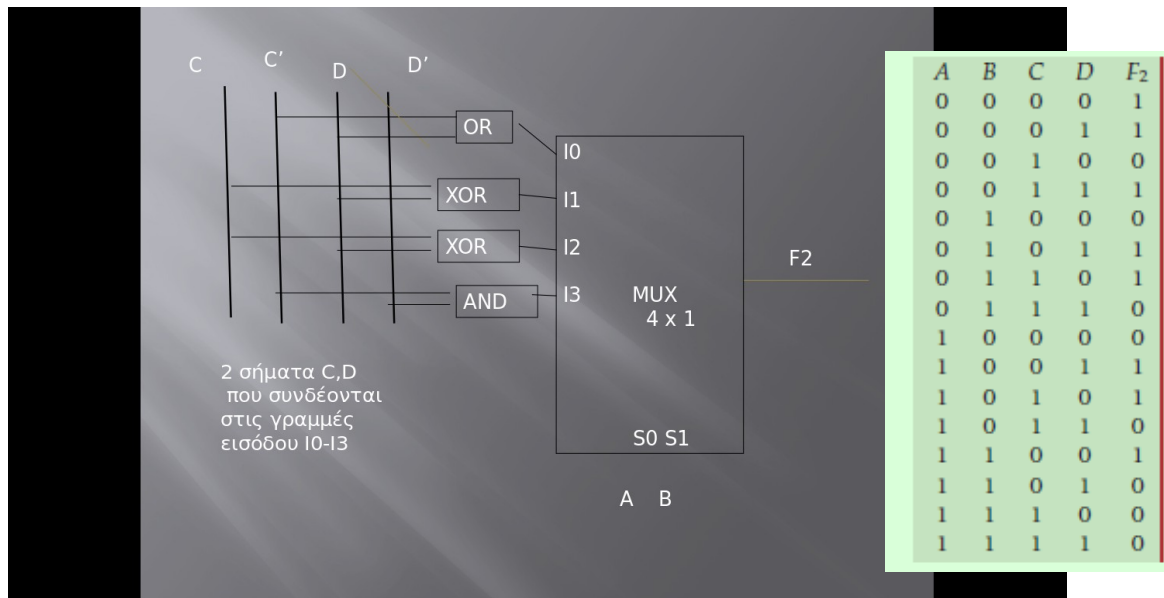 C C’ D D’
OR
I0
XOR
I1
XOR
I2
F2
AND
I3
MUX
4 x 1
2 σήματα C,D
που συνδέονται
στις γραμμές
εισόδου I0-I3
S0 S1
A B
A B C D F2
0 0 0 0 1
0 0 0 1 1
0 0 1 0 0
0 0 1 1 1
0 1 0 0 0
0 1 0 1 1
0 1 1 0 1
0 1 1 1 0
1 0 0 0 0
1 0 0 1 1
1 0 1 0 1
1 0 1 1 0
1 1 0 0 1
1 1 0 1 0
1 1 1 0 0
1 1 1 1 0